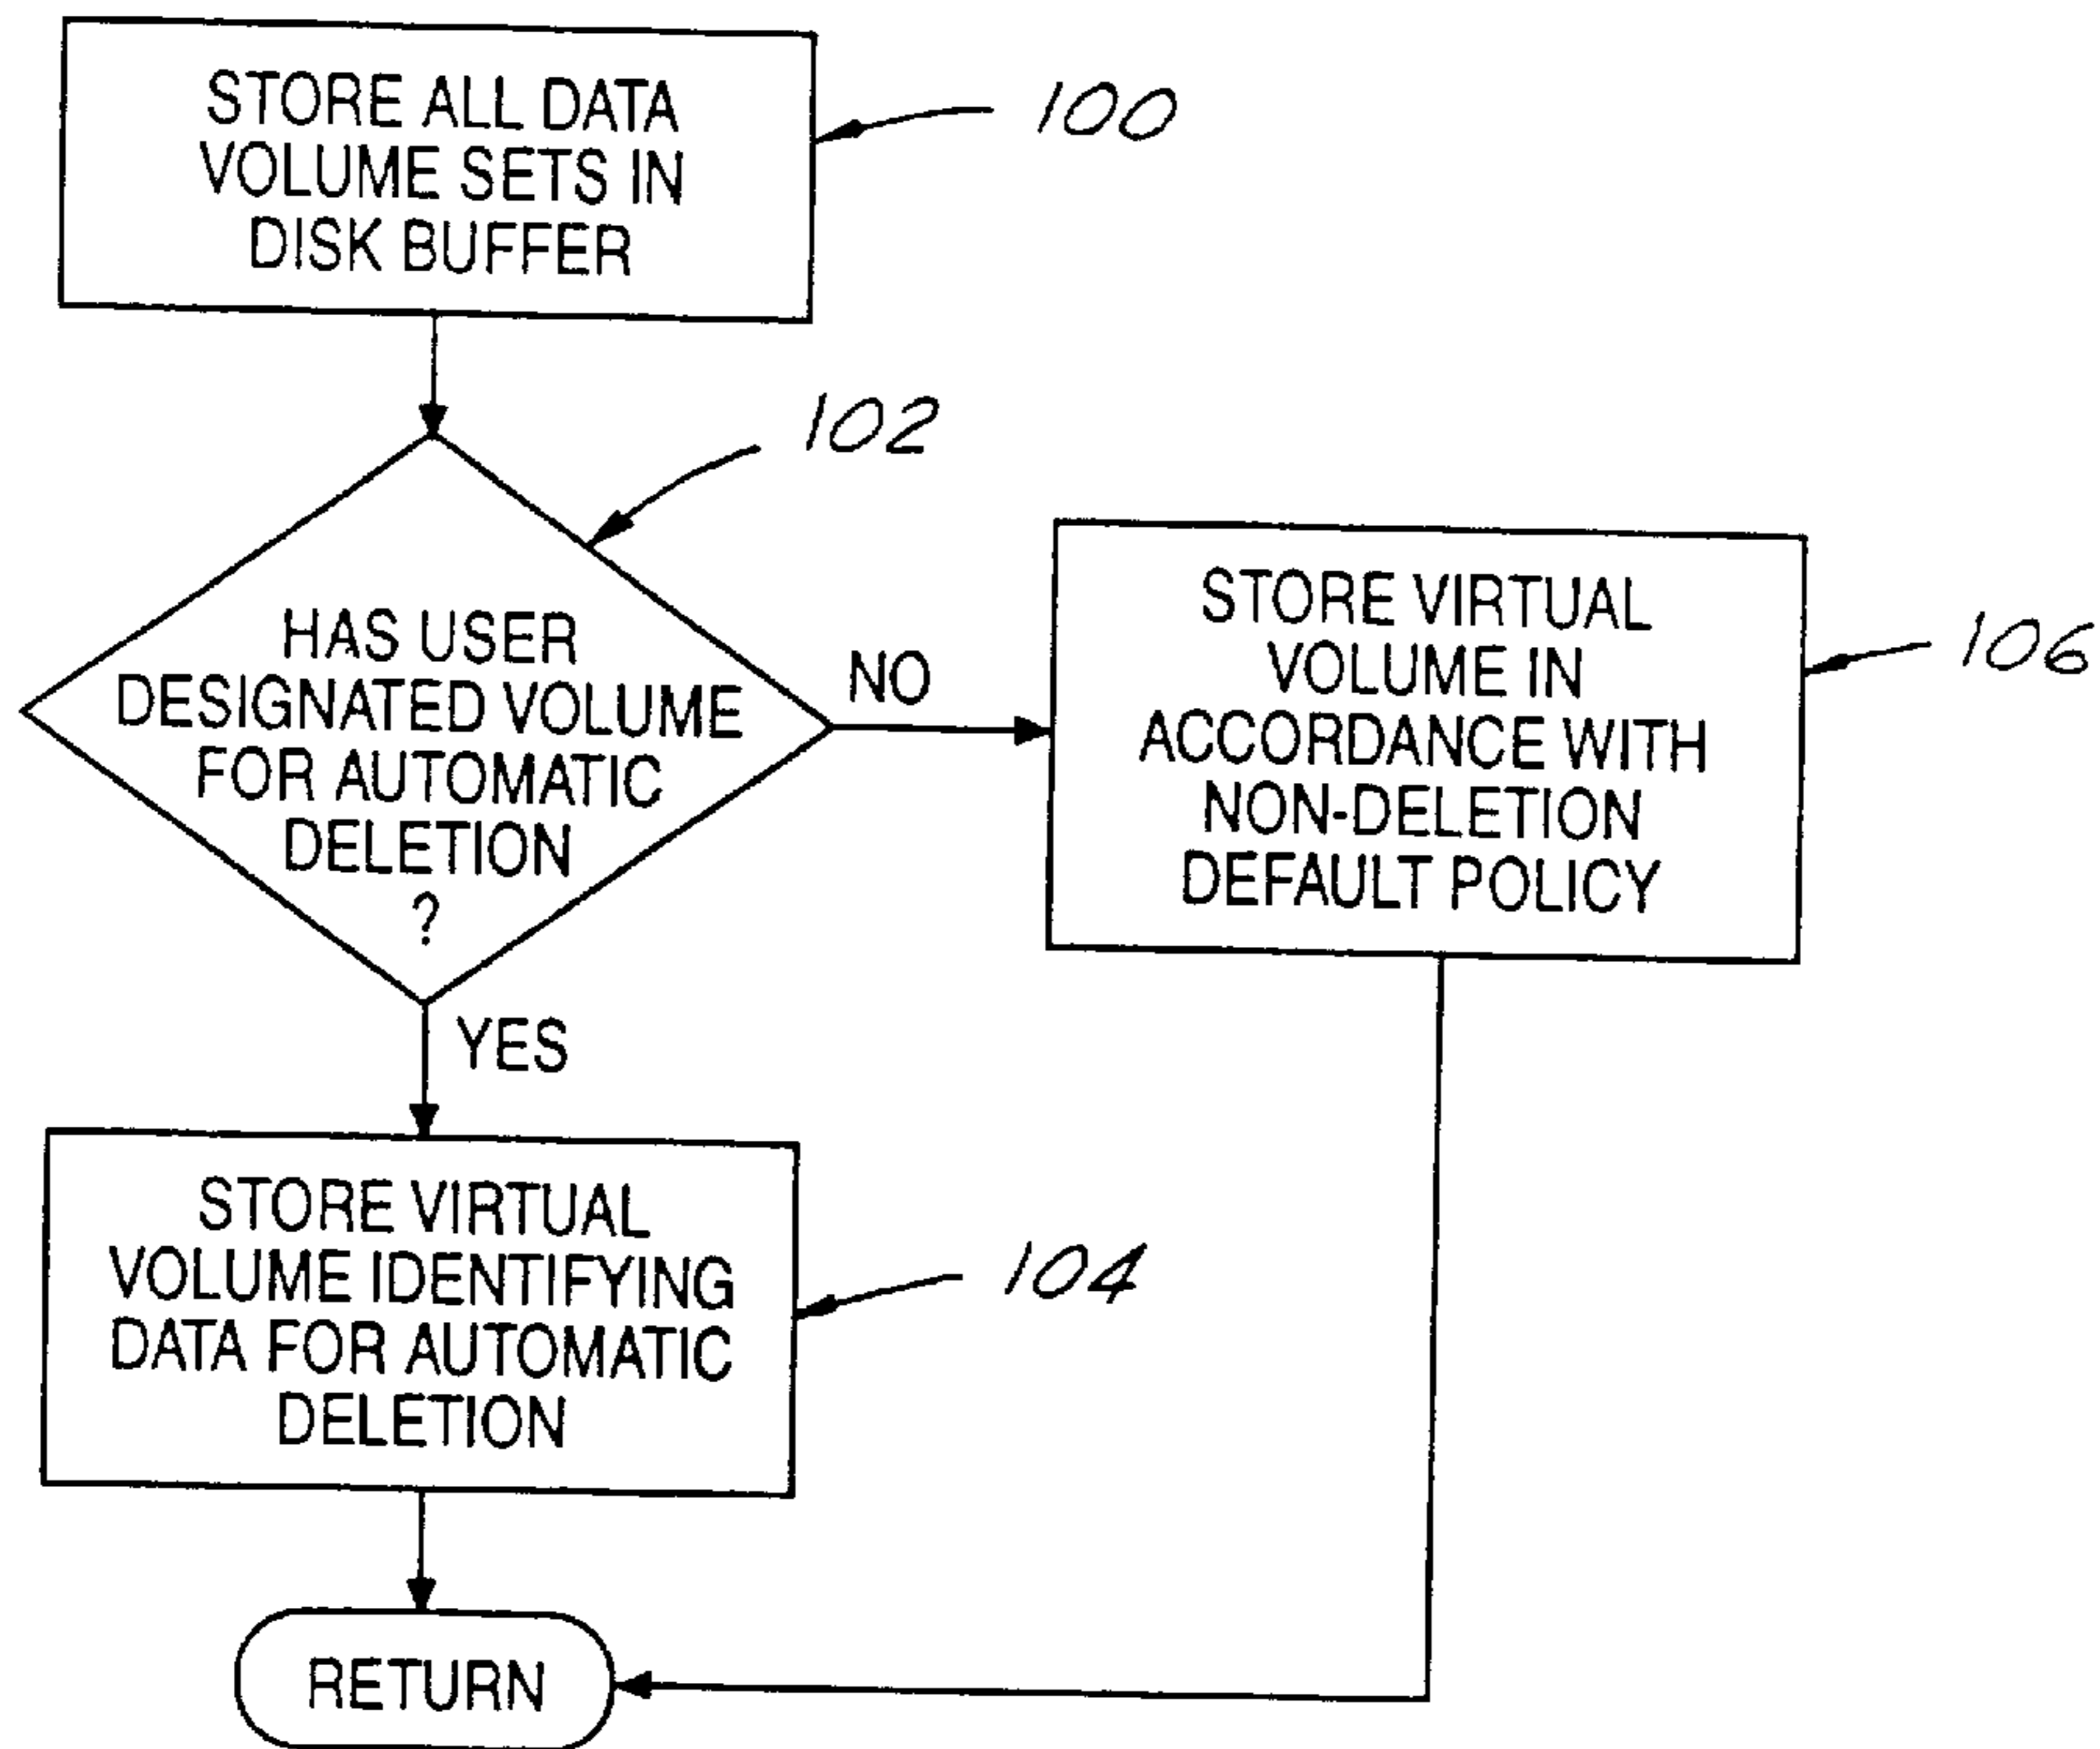 STORE ALL DATA
VOLUME SETS IN
DISK BUFFER
100
102
HAS USER
DESIGNATED VOLUME
FOR AUTOMATIC
DELETION
?
NO
STORE VIRTUAL
VOLUME IN
ACCORDANCE WITH
NON-DELETION
DEFAULT POLICY
106
YES
STORE VIRTUAL
VOLUME IDENTIFYING
DATA FOR AUTOMATIC
DELETION
104
RETURN